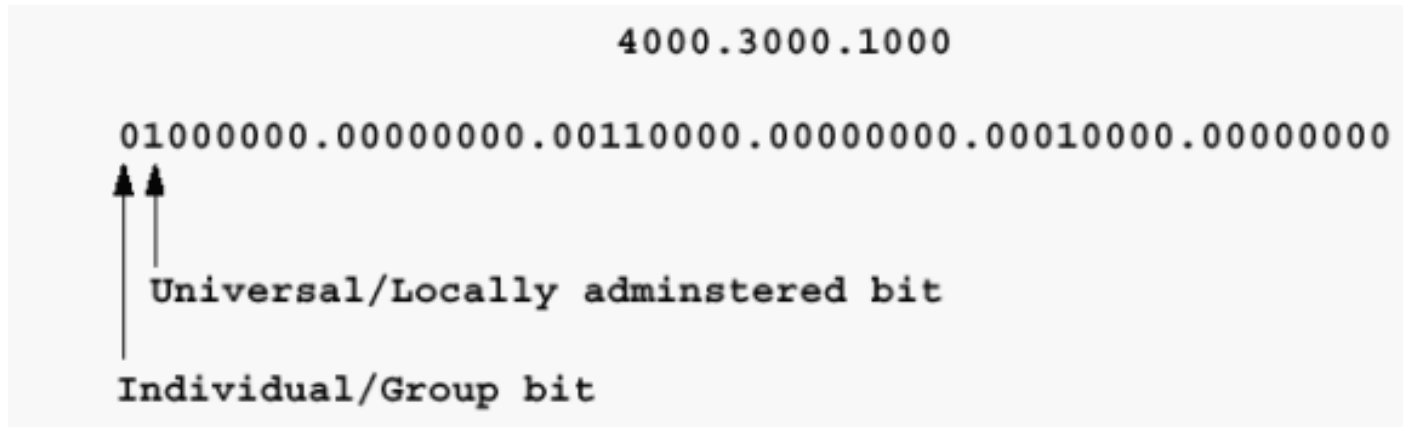 4000.3000.1000
01000000.00000000.00110000.00000000.00010000.00000000
Universal/Locally adminstered bit
Individual/Group bit